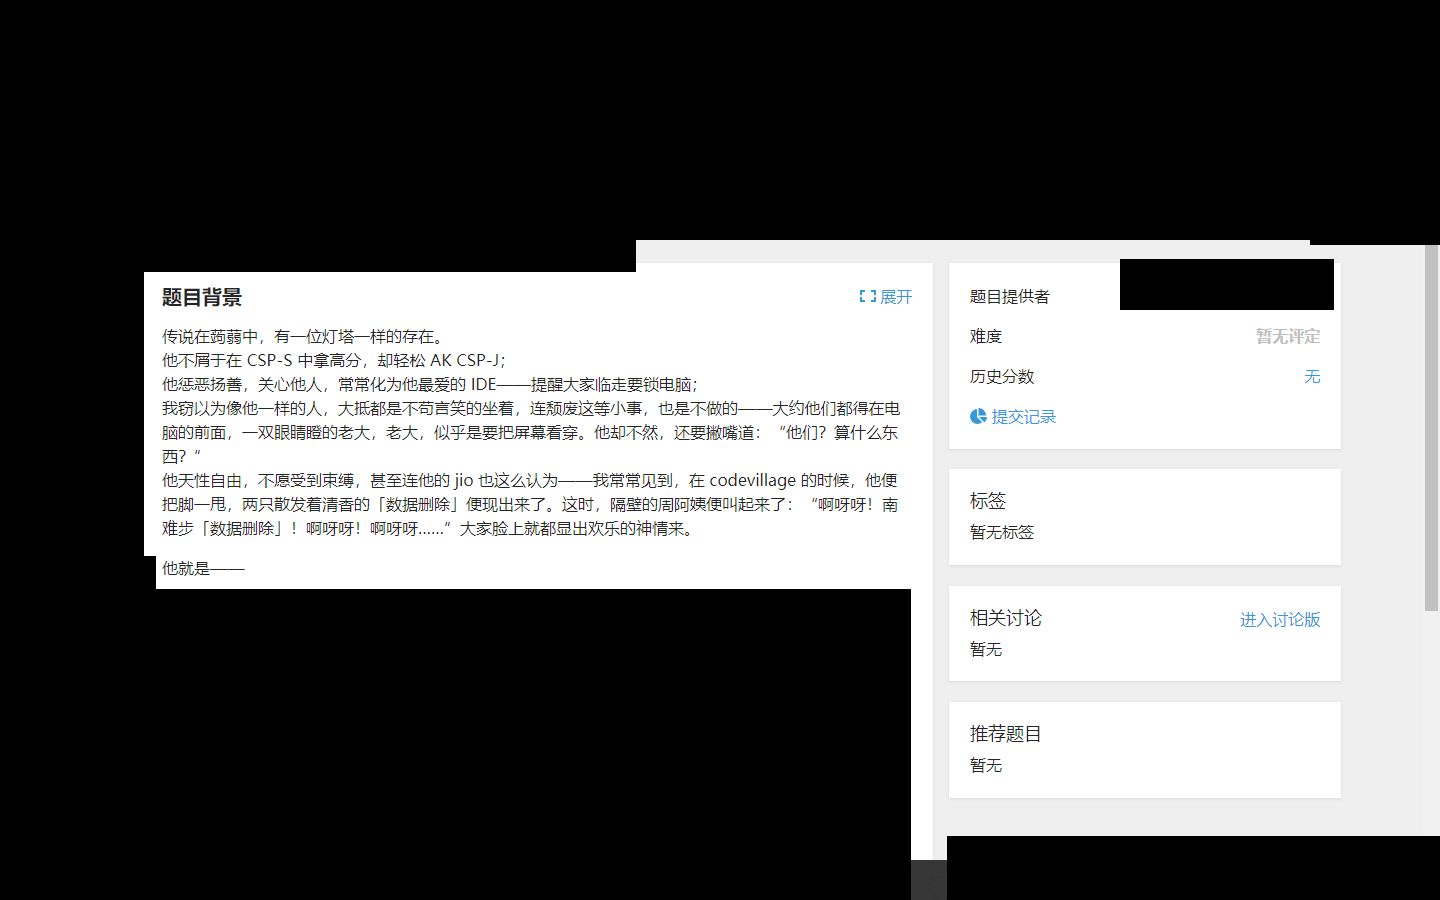 题目背景
展开
传说在蒟蒻中，有一位灯塔一样的存在。
他不屑于在 CSP-S 中拿高分，却轻松 AK CSP-J；
他惩恶扬善，关心他人，常常化为他最爱的 IDE——提醒大家临走要锁电脑；
我窃以为像他一样的人，大抵都是不苟言笑的坐着，连颓废这等小事，也是不做的——大约他们都得在电
脑的前面，一双眼睛瞪的老大，老大，似乎是要把屏幕看穿。他却不然，还要撇嘴道：“他们？算什么东
西？“
他天性自由，不愿受到束缚，甚至连他的 jio 也这么认为——我常常见到，在 codevillage 的时候，他便
把脚一甩，两只散发着清香的「数据删除」便现出来了。这时，隔壁的周阿姨便叫起来了：“啊呀呀！南
难步「数据删除」！啊呀呀！啊呀呀……“大家脸上就都显出欢乐的神情来。
他就是——
题目提供者
难度 暂无评定
历史分数 无
提交记录
标签
暂无标签
相关讨论 进入讨论版
暂无
推荐题目
暂无